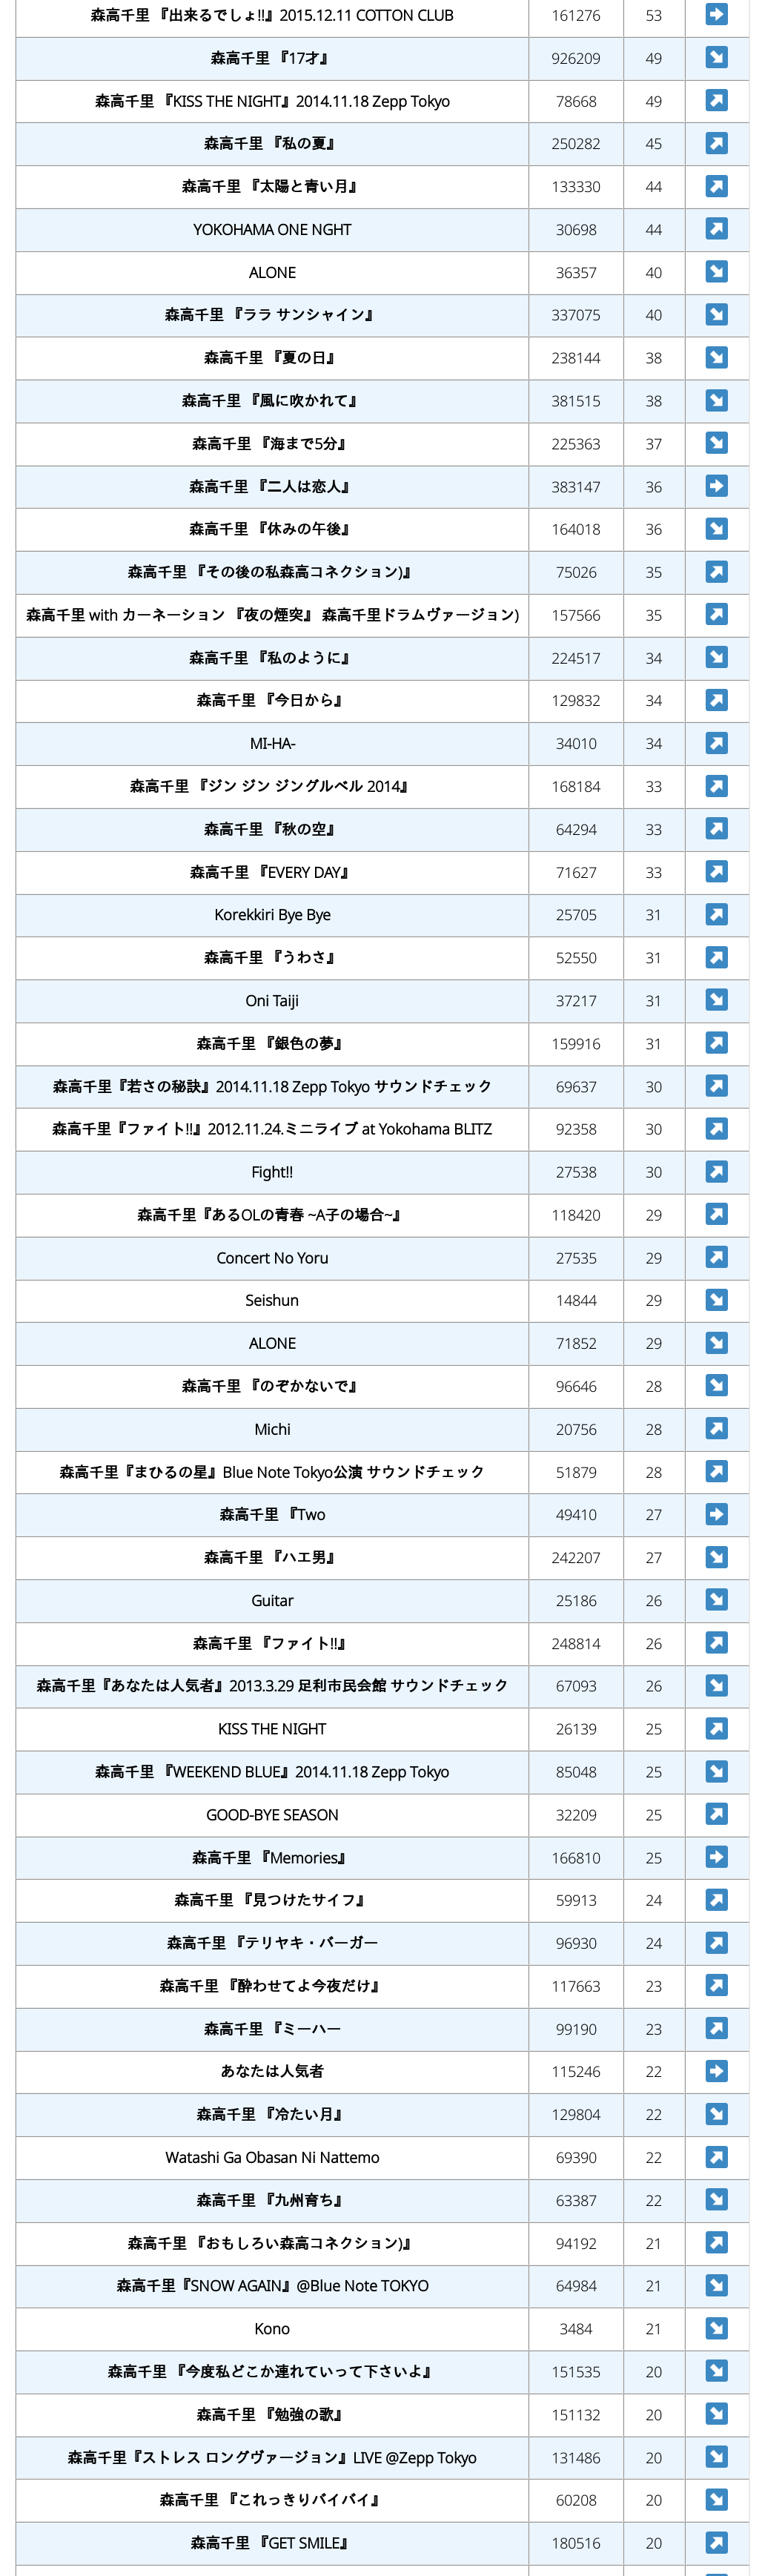 森高千里 『出来るでしょ!!』2015.12.11 COTTON CLUB 161276 53
森高千里 『17才』 926209 49
森高千里 『KISS THE NIGHT』2014.11.18 Zepp Tokyo 78668 49
森高千里 『私の夏』 250282 45
森高千里 『太陽と青い月』 133330 44
YOKOHAMA ONE NGHT 30698 44
ALONE 36357 40
森高千里 『ララ サンシャイン』 337075 40
森高千里 『夏の日』 238144 38
森高千里 『風に吹かれて』 381515 38
森高千里 『海まで5分』 225363 37
森高千里 『二人は恋人』 383147 36
森高千里 『休みの午後』 164018 36
森高千里 『その後の私森高コネクション)』 75026 35
森高千里 with カーネーション 『夜の煙突』 森高千里ドラムヴァージョン) 157566 35
森高千里 『私のように』 224517 34
森高千里 『今日から』 129832 34
MI-HA- 34010 34
森高千里 『ジン ジン ジングルベル 2014』 168184 33
森高千里 『秋の空』 64294 33
森高千里 『EVERY DAY』 71627 33
Korekkiri Bye Bye 25705 31
森高千里 『うわさ』 52550 31
Oni Taiji 37217 31
森高千里 『銀色の夢』 159916 31
森高千里『若さの秘訣』2014.11.18 Zepp Tokyo サウンドチェック 69637 30
森高千里『ファイト!!』2012.11.24.ミニライブ at Yokohama BLITZ 92358 30
Fight!! 27538 30
森高千里『あるOLの青春 ~A子の場合~』 118420 29
Concert No Yoru 27535 29
Seishun 14844 29
ALONE 71852 29
森高千里 『のぞかないで』 96646 28
Michi 20756 28
森高千里『まひるの星』Blue Note Tokyo公演 サウンドチェック 51879 28
森高千里 『Two 49410 27
森高千里 『ハエ男』 242207 27
Guitar 25186 26
森高千里 『ファイト!!』 248814 26
森高千里『あなたは人気者』2013.3.29 足利市民会館 サウンドチェック 67093 26
KISS THE NIGHT 26139 25
森高千里 『WEEKEND BLUE』2014.11.18 Zepp Tokyo 85048 25
GOOD-BYE SEASON 32209 25
森高千里 『Memories』 166810 25
森高千里 『見つけたサイフ』 59913 24
森高千里 『テリヤキ・バーガー 96930 24
森高千里 『酔わせてよ今夜だけ』 117663 23
森高千里 『ミーハー 99190 23
あなたは人気者 115246 22
森高千里 『冷たい月』 129804 22
Watashi Ga Obasan Ni Nattemo 69390 22
森高千里 『九州育ち』 63387 22
森高千里 『おもしろい森高コネクション)』 94192 21
森高千里『SNOW AGAIN』@Blue Note TOKYO 64984 21
Kono 3484 21
森高千里 『今度私どこか連れていって下さいよ』 151535 20
森高千里 『勉強の歌』 151132 20
森高千里『ストレス ロングヴァージョン』LIVE @Zepp Tokyo 131486 20
森高千里 『これっきりバイバイ』 60208 20
森高千里 『GET SMILE』 180516 20